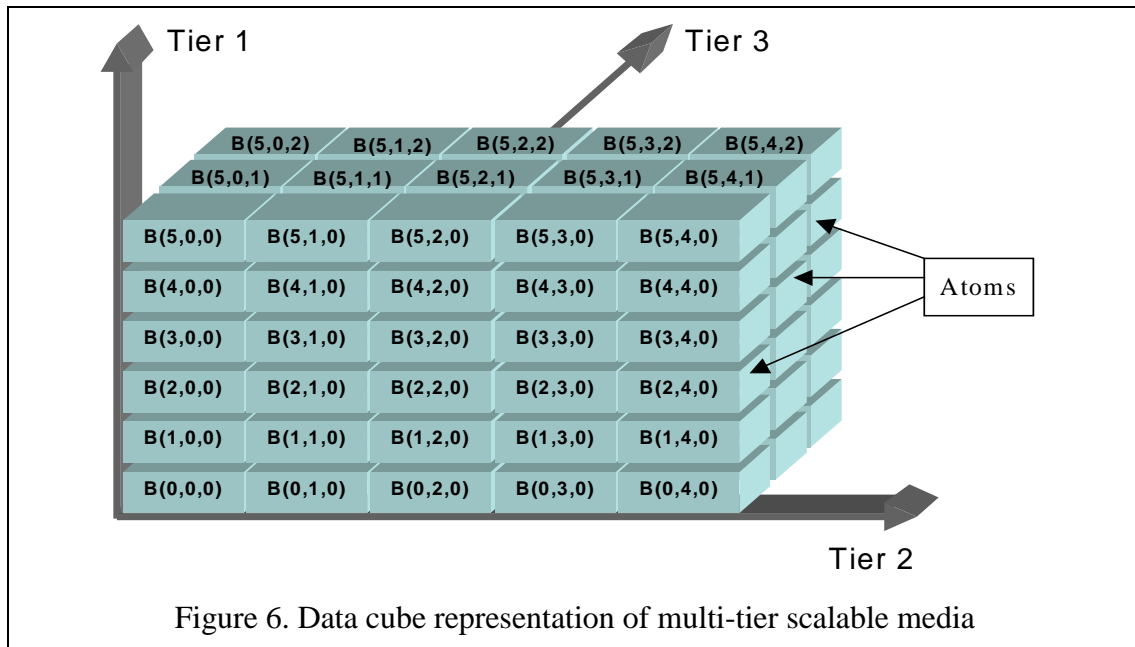 Tier 1
Tier 3
B(5,0,2) B(5,1,2) B(5,2,2) B(5,3,2) B(5,4,2)
B(5,0,1) B(5,1,1) B(5,2,1) B(5,3,1) B(5,4,1)
B(5,0,0) B(5,1,0) B(5,2,0) B(5,3,0) B(5,4,0)
B(4,0,0) B(4,1,0) B(4,2,0) B(4,3,0) B(4,4,0)
Atoms
B(3,0,0) B(3,1,0) B(3,2,0) B(3,3,0) B(3,4,0)
B(2,0,0) B(2,1,0) B(2,2,0) B(2,3,0) B(2,4,0)
B(1,0,0) B(1,1,0) B(1,2,0) B(1,3,0) B(1,4,0)
B(0,0,0) B(0,1,0) B(0,2,0) B(0,3,0) B(0,4,0)
Tier 2
Figure 6. Data cube representation of multi-tier scalable media